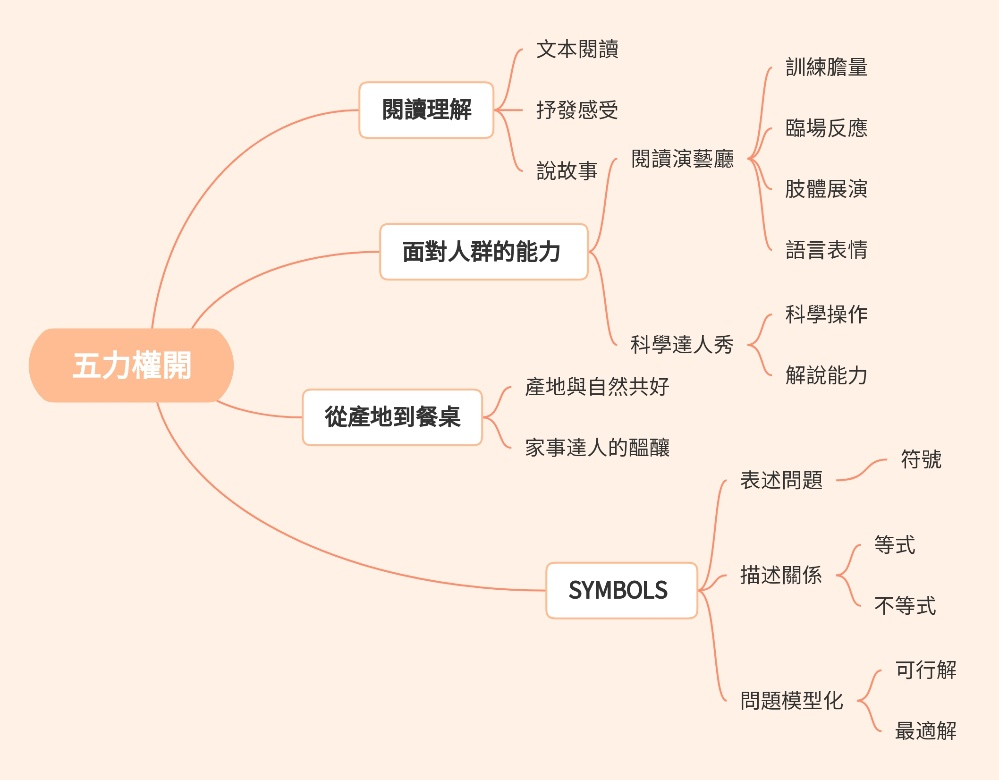 五力權開
閱讀理解
文本閱讀
抒發感受
說故事
面對人群的能力
閱讀演藝廳
訓練膽量
臨場反應
肢體展演
語言表情
科學達人秀
科學操作
解說能力
從產地到餐桌
產地與自然共好
家事達人的醞釀
SYMBOLS
表述問題
符號
描述關係
等式
不等式
問題模型化
可行解
最適解